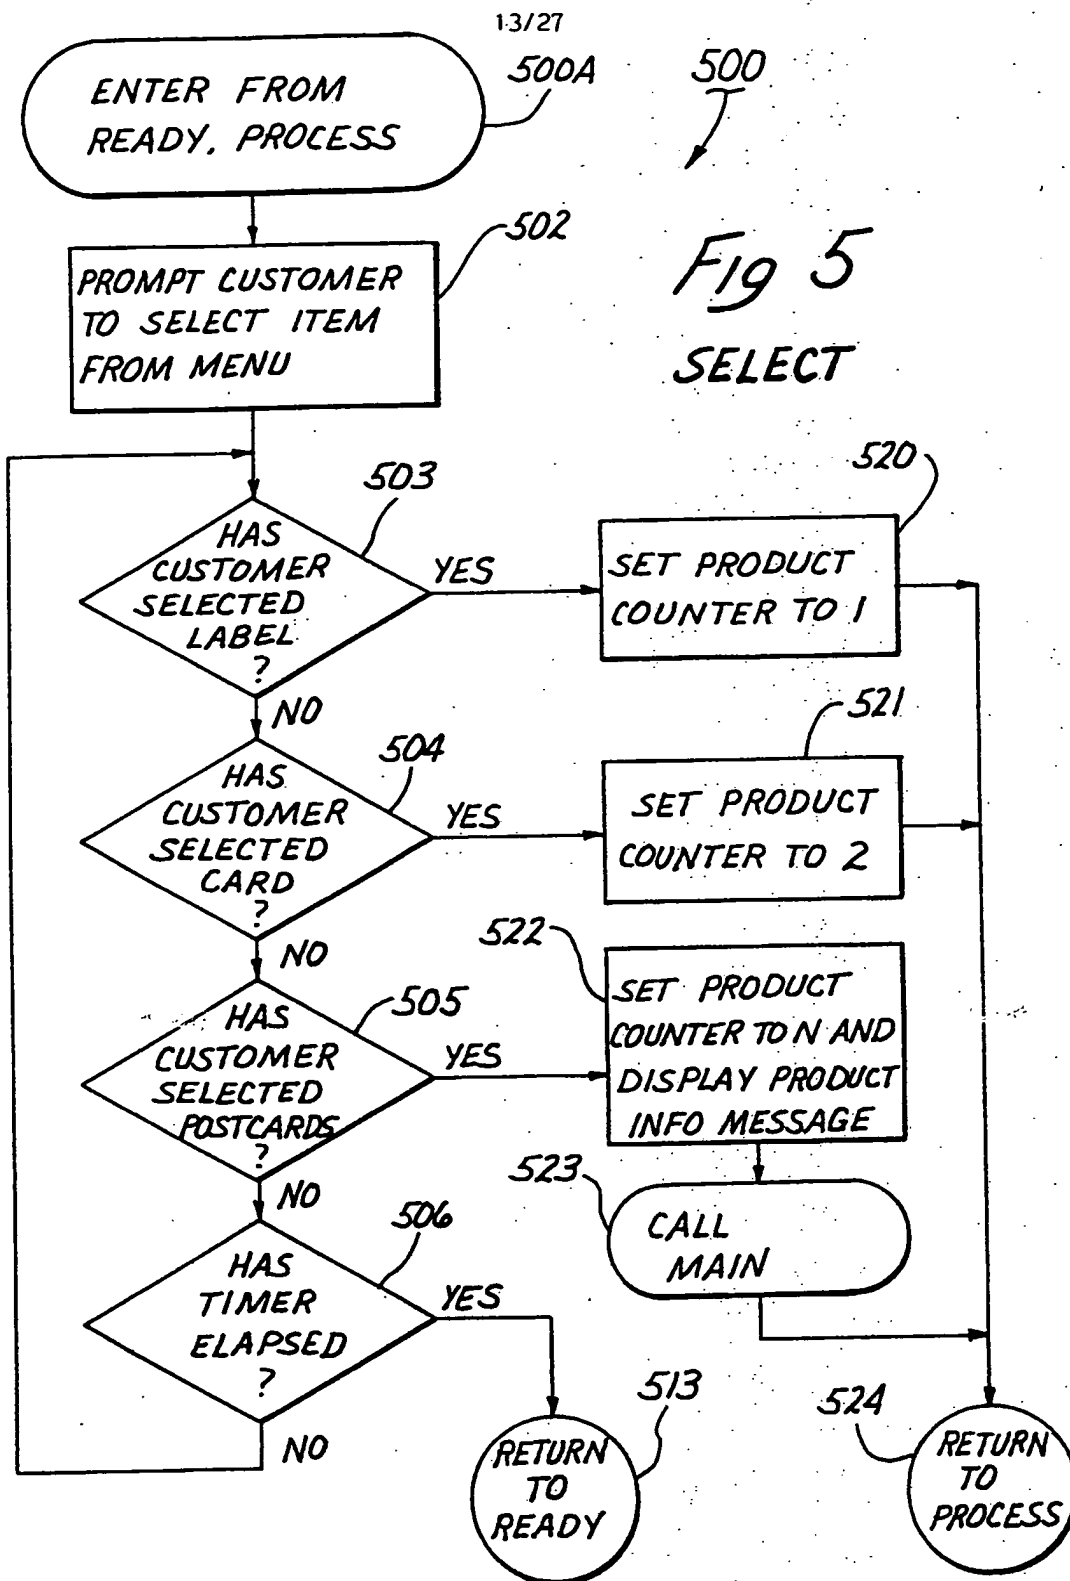 13/27
ENTER FROM
READY, PROCESS
500A
500
502
PROMPT CUSTOMER
TO SELECT ITEM
FROM MENU
Fig 5
SELECT
503
HAS
CUSTOMER
SELECTED
LABEL
?
YES
NO
520
SET PRODUCT
COUNTER TO 1
504
HAS
CUSTOMER
SELECTED
CARD
?
YES
NO
521
SET PRODUCT
COUNTER TO 2
505
HAS
CUSTOMER
SELECTED
POSTCARDS
?
YES
NO
522
SET PRODUCT
COUNTER TO N AND
DISPLAY PRODUCT
INFO MESSAGE
523
CALL
MAIN
506
HAS
TIMER
ELAPSED
?
YES
NO
513
RETURN
TO
READY
524
RETURN
TO
PROCESS